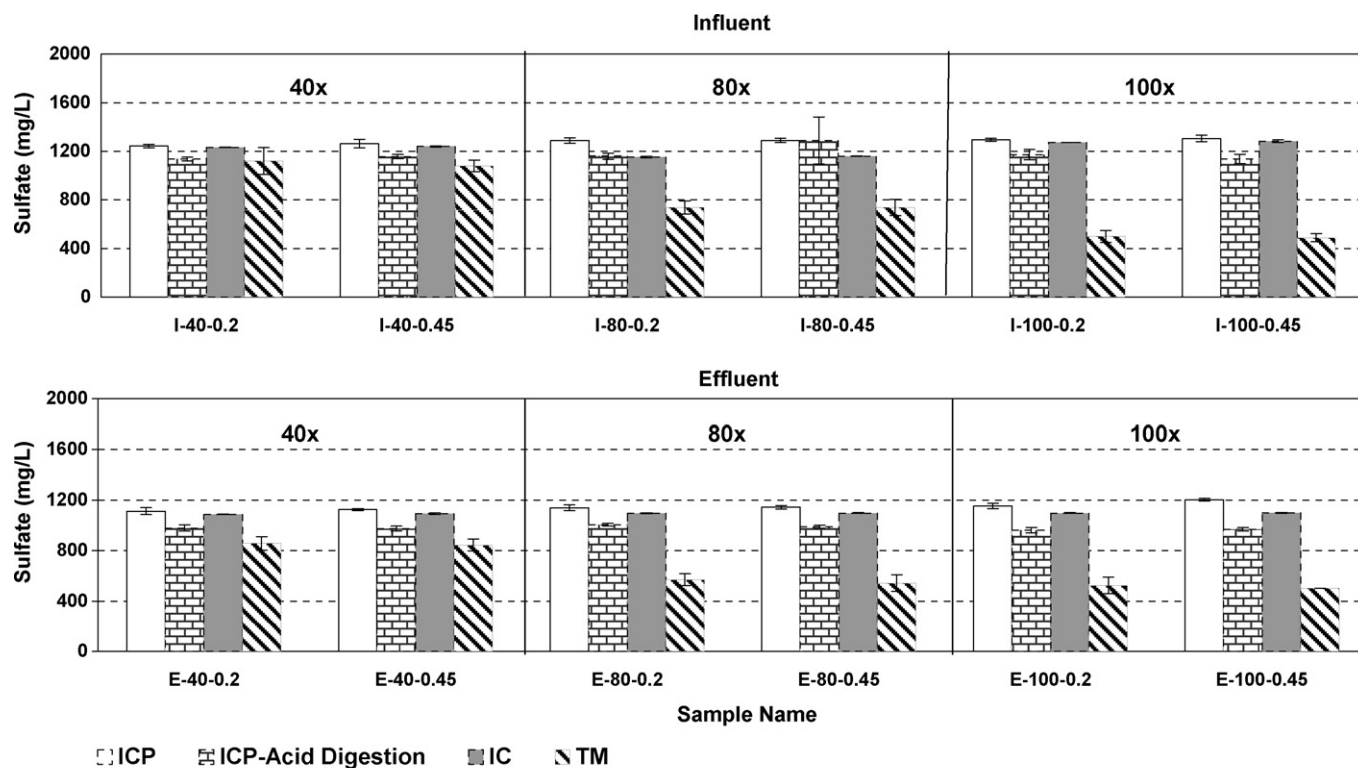 Influent
Sulfate (mg/L)
2000
1600
1200
800
400
0
40x
80x
100x
I-40-0.2
I-40-0.45
I-80-0.2
I-80-0.45
I-100-0.2
I-100-0.45
Effluent
Sulfate (mg/L)
2000
1600
1200
800
400
0
40x
80x
100x
E-40-0.2
E-40-0.45
E-80-0.2
E-80-0.45
E-100-0.2
E-100-0.45
Sample Name
ICP
ICP-Acid Digestion
IC
TM